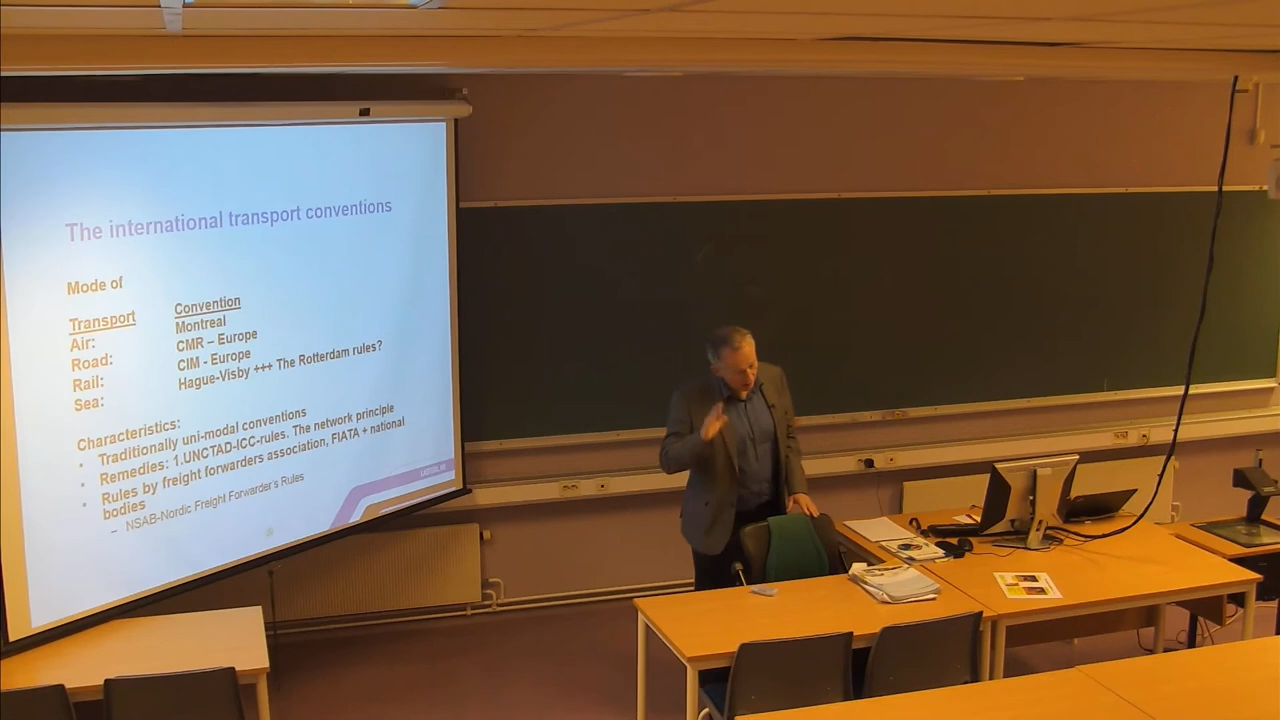 The international transport conventions
Mode of
Transport Convention
Air: Montreal
Road: CMR – Europe
Rail: CIM - Europe
Sea: Hague-Visby +++ The Rotterdam rules?
Characteristics:
• Traditionally uni-modal conventions
• Remedies: 1.UNCTAD-ICC-rules. The network principle
• Rules by freight forwarders association, FIATA + national
bodies
– NSAB-Nordic Freight Forwarder's Rules